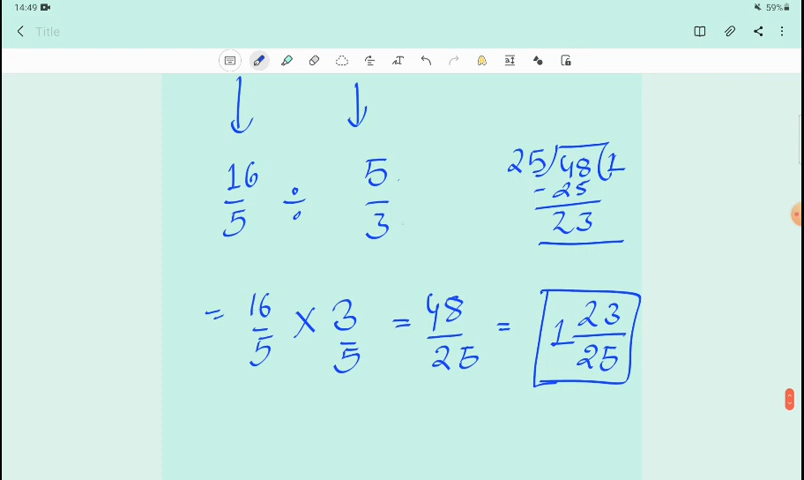 14:49 59%
Title
16/5 ÷ 5/3
25)48(1
-25
23
= 16/5 × 3/5 = 48/25 = 1 23/25